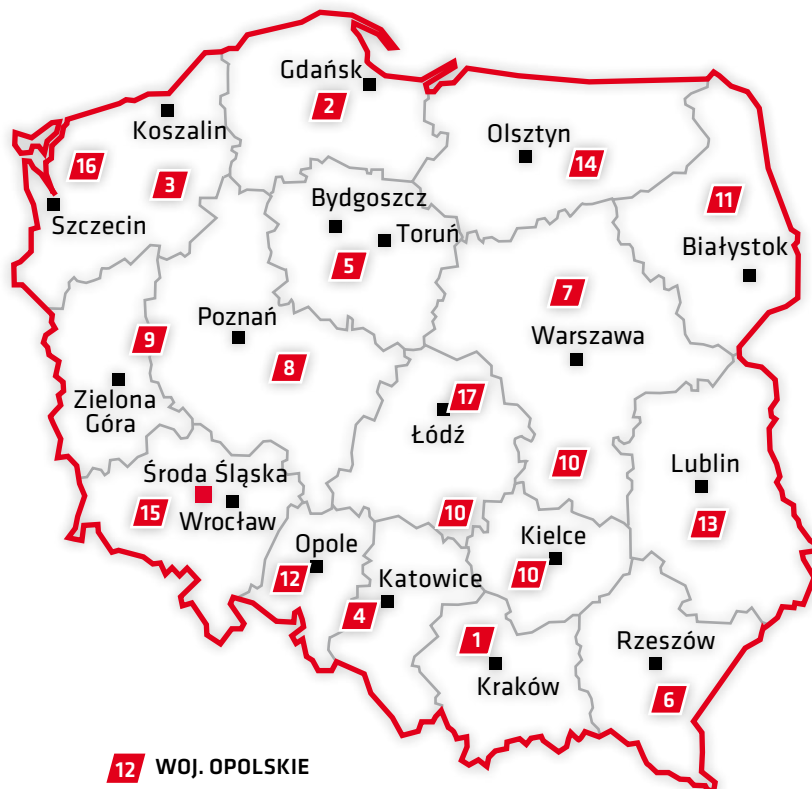 Gdańsk
2
Koszalin
Olsztyn
14
16
3
11
Szczecin
Bydgoszcz
Toruń
5
Białystok
7
Poznań
9
8
Warszawa
Zielona
Góra
17
Łódź
10
Lublin
Środa Śląska
15
Wrocław
10
13
Opole
Kielce
12
10
Katowice
4
1
Kraków
Rzeszów
6
12 WOJ. OPOLSKIE